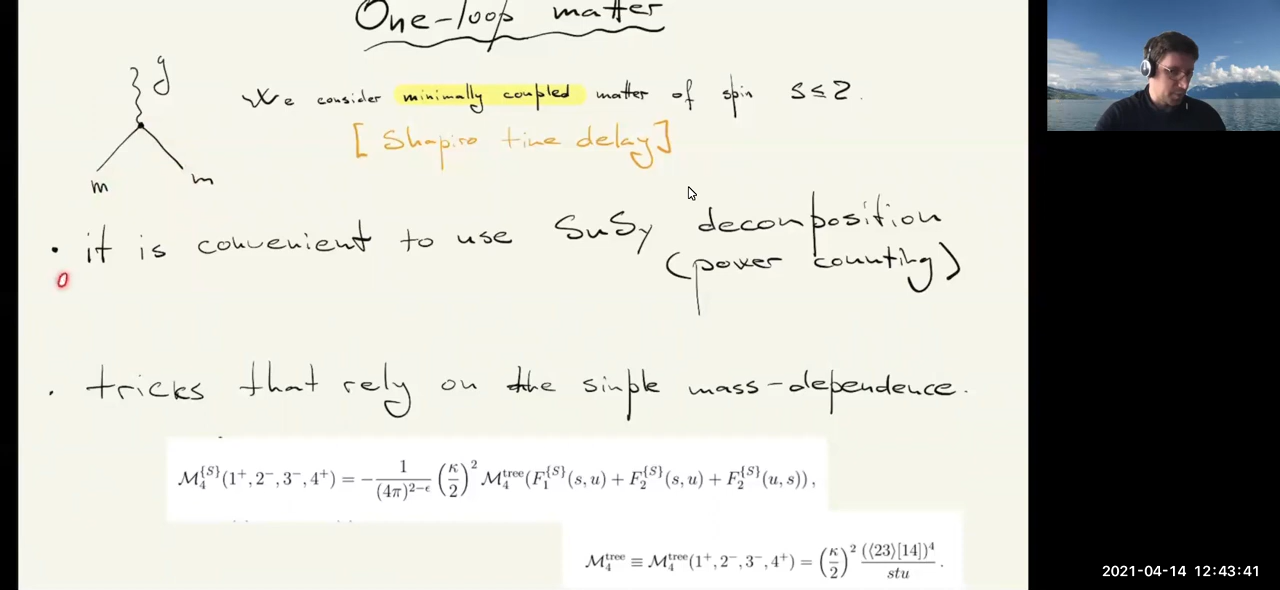 One-loop matter
g
We consider minimally coupled matter of spin S ≤ 2.
[Shapiro time delay]
m m
• it is convenient to use SuSy decomposition
(power counting)
• tricks that rely on the simple mass-dependence.
$\mathcal{M}_4^{\{S\}}(1^+, 2^-, 3^-, 4^+) = -\frac{1}{(4\pi)^{2-\epsilon}} \left(\frac{\kappa}{2}\right)^2 \mathcal{M}_4^{\text{tree}}(F_1^{\{S\}}(s,u) + F_2^{\{S\}}(s,u) + F_2^{\{S\}}(u,s)),$
$\mathcal{M}_4^{\text{tree}} \equiv \mathcal{M}_4^{\text{tree}}(1^+, 2^-, 3^-, 4^+) = \left(\frac{\kappa}{2}\right)^2 \frac{(\langle 23\rangle[14])^4}{stu}.$
2021-04-14 12:43:41